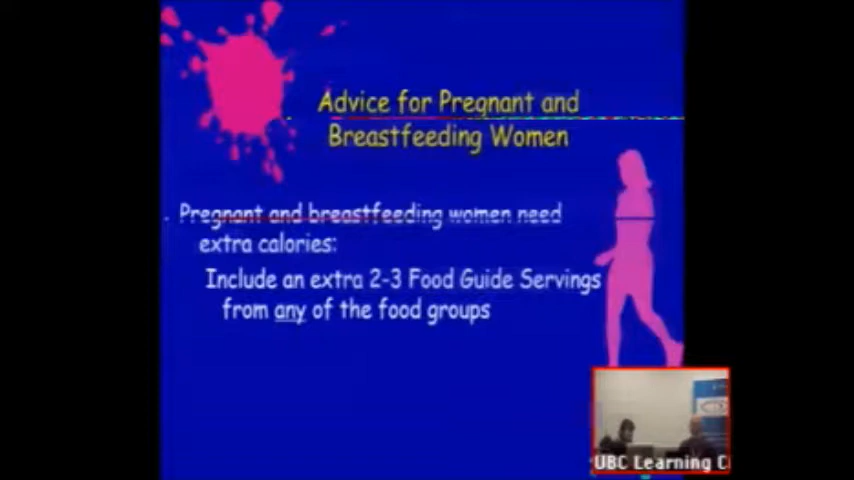 Advice for Pregnant and
Breastfeeding Women
Pregnant and breastfeeding women need
extra calories:
Include an extra 2-3 Food Guide Servings
from any of the food groups
UBC Learning C